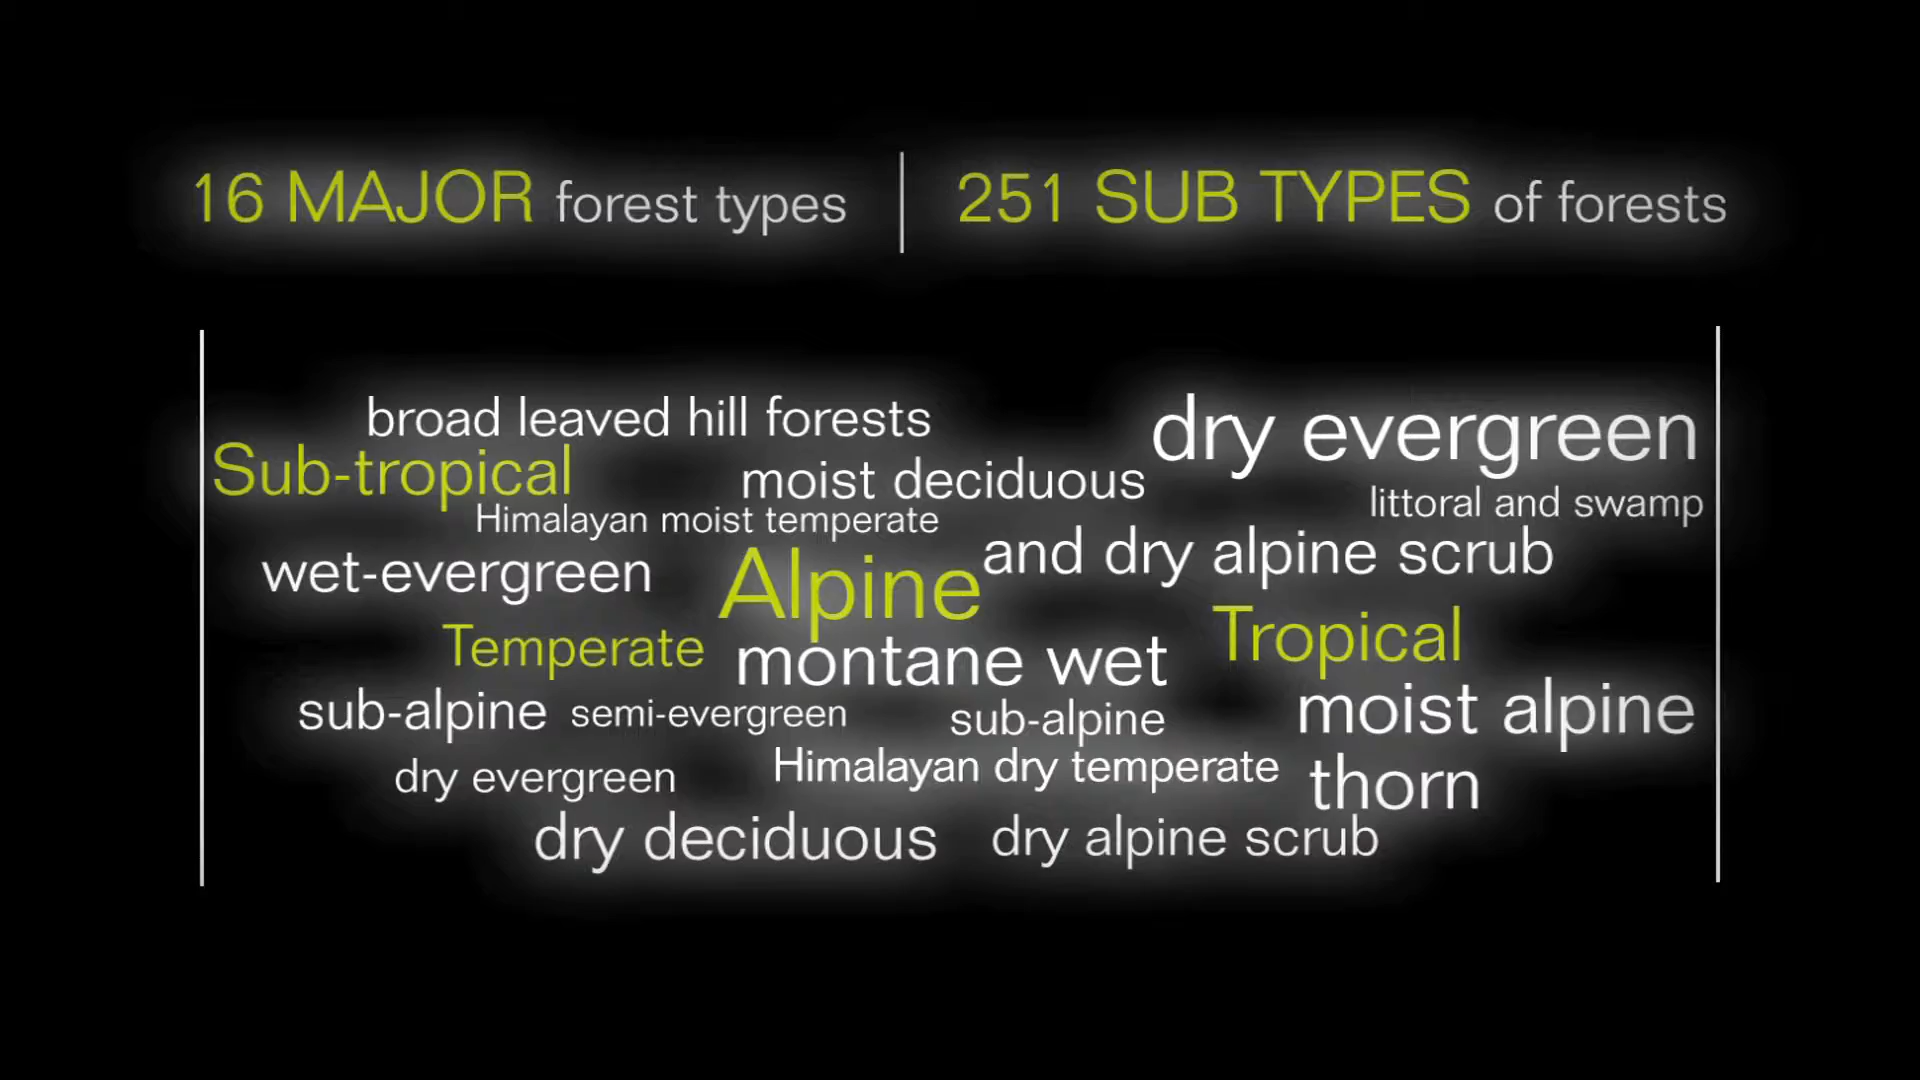 16 MAJOR forest types
251 SUB TYPES of forests
broad leaved hill forests
dry evergreen
Sub-tropical
moist deciduous
littoral and swamp
Himalayan moist temperate
and dry alpine scrub
wet-evergreen
Alpine
Tropical
Temperate
montane wet
sub-alpine
semi-evergreen
sub-alpine
moist alpine
dry evergreen
Himalayan dry temperate
thorn
dry deciduous
dry alpine scrub